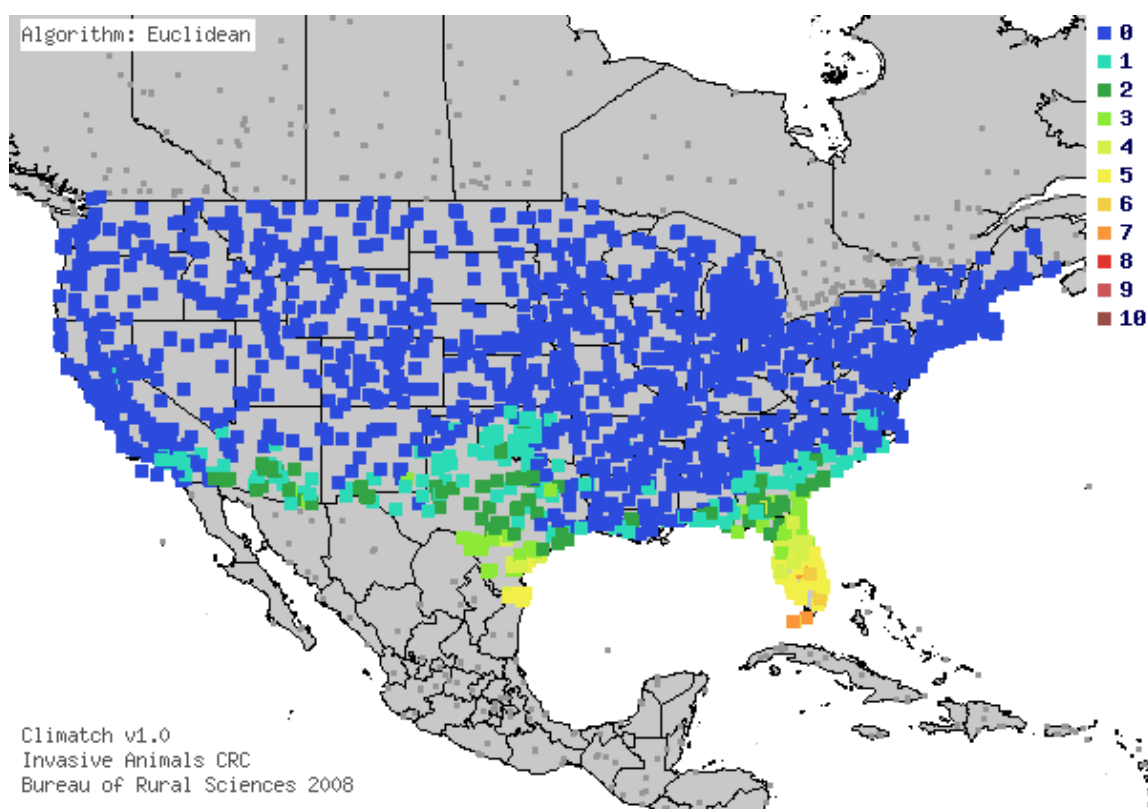 Algorithm: Euclidean
0
1
2
3
4
5
6
7
8
9
10
Climatch v1.0
Invasive Animals CRC
Bureau of Rural Sciences 2008